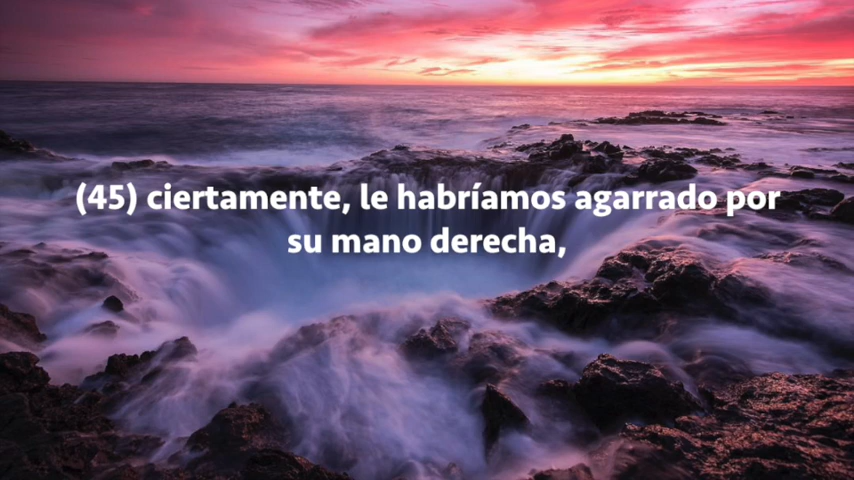 (45) ciertamente, le habríamos agarrado por
su mano derecha,